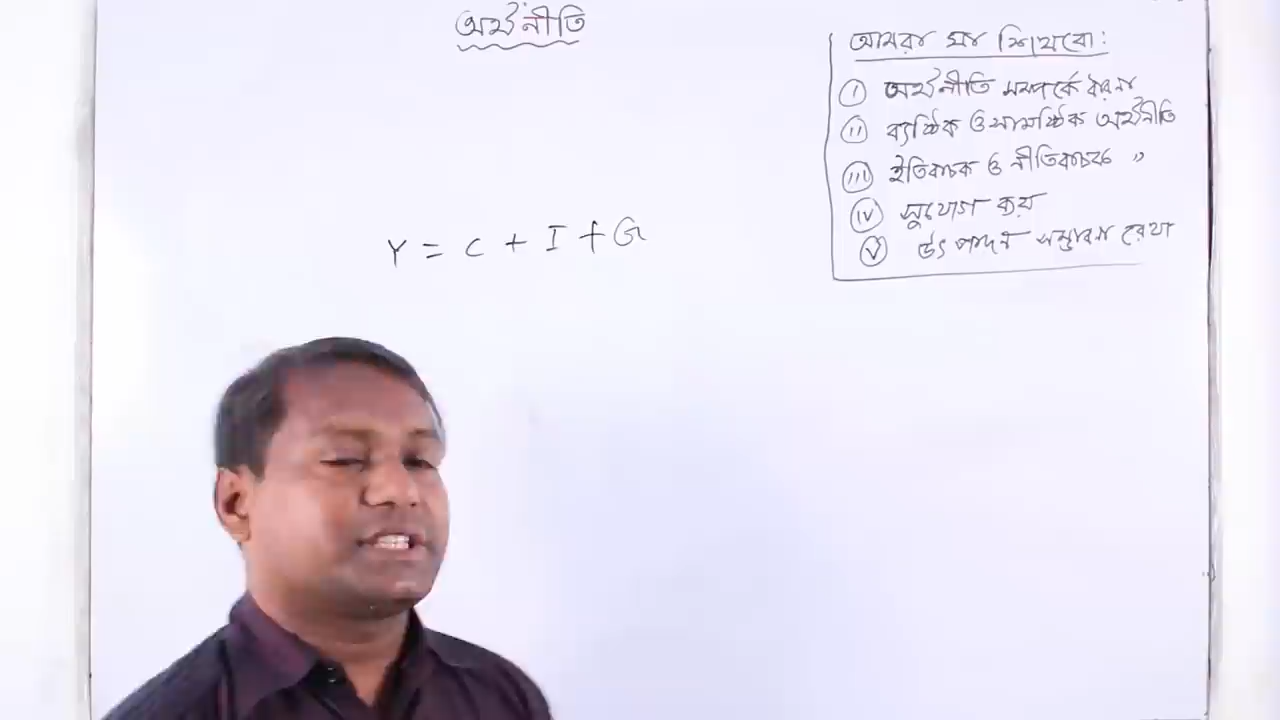 অর্থনীতি
আমরা যা শিখবো:
I অর্থনীতি সম্পর্কে ধারনা
II ব্যষ্টিক ও সামষ্টিক অর্থনীতি
III ইতিবাচক ও নীতিবাচক "
IV সুযোগ ব্যয়
V উৎপাদন সম্ভাবনা রেখা
Y = C + I + G